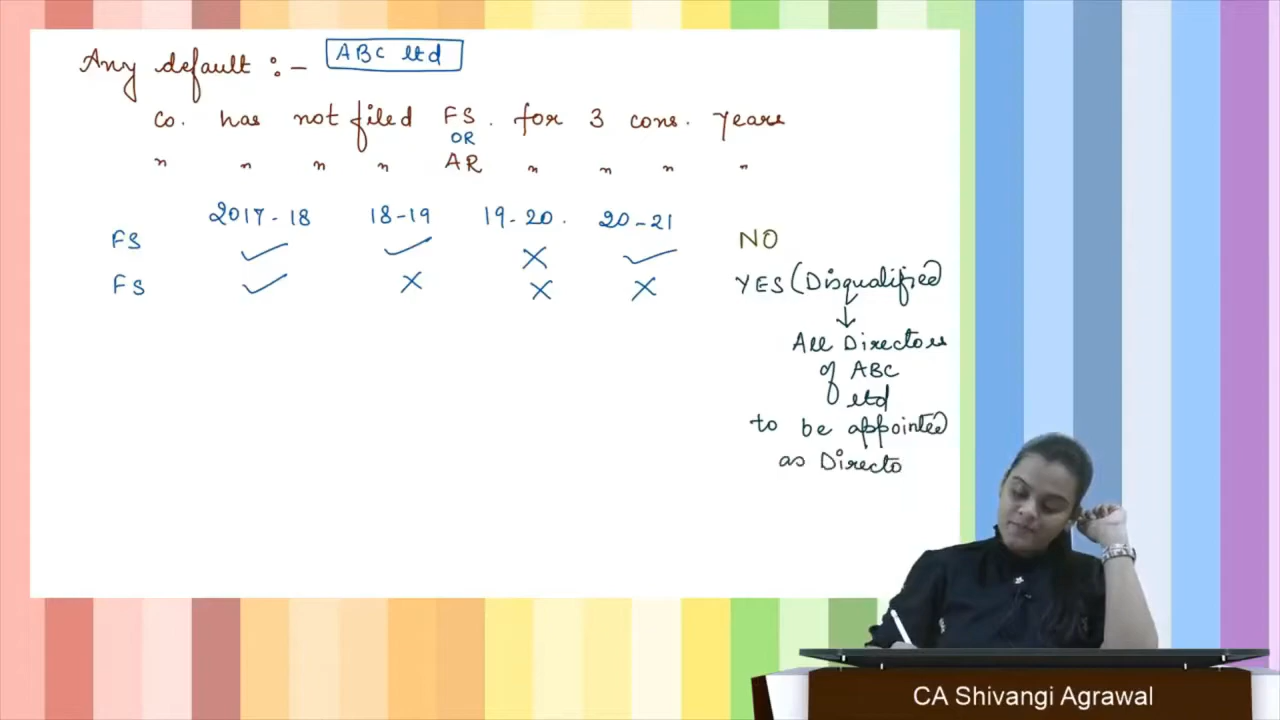 Any default :- ABC ltd
Co. has not filed FS. for 3 cons. years
OR
" " " " AR " " " "
2017-18 18-19 19-20. 20-21
FS ✓ ✓ X ✓ NO
FS ✓ X X X YES (Disqualified)
↓
All Directors
of ABC
ltd
to be appointed
as Directo
CA Shivangi Agrawal